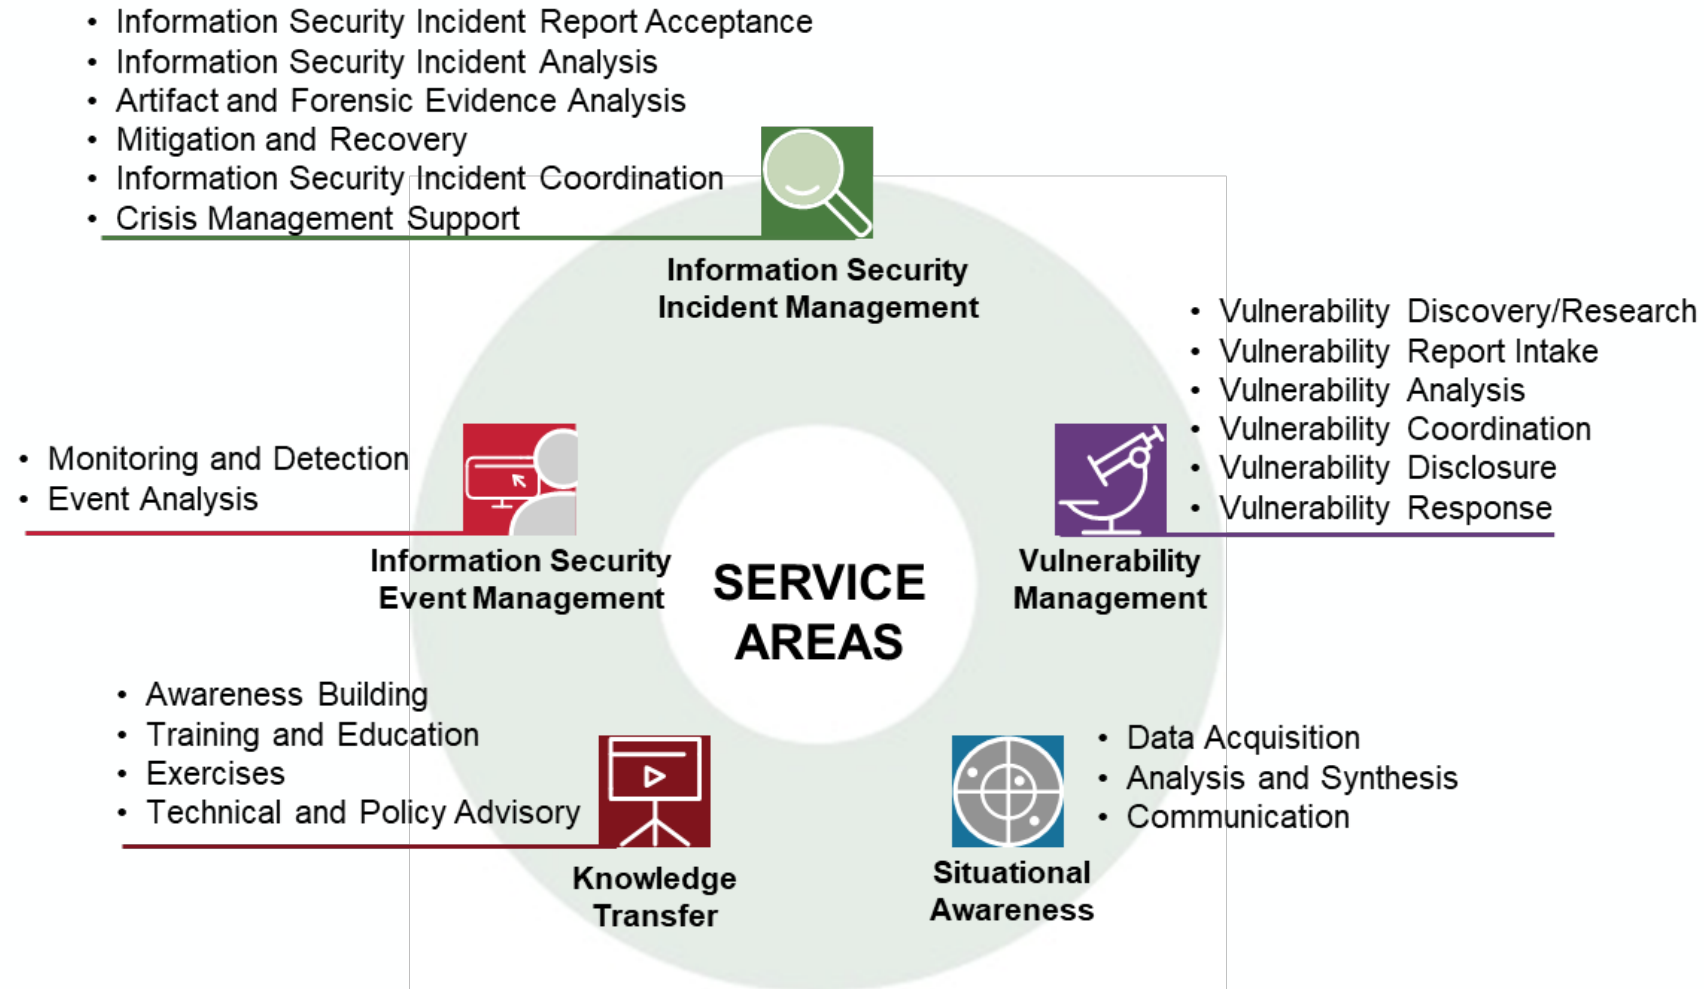 • Information Security Incident Report Acceptance
• Information Security Incident Analysis
• Artifact and Forensic Evidence Analysis
• Mitigation and Recovery
• Information Security Incident Coordination
• Crisis Management Support
Information Security
Incident Management
• Vulnerability Discovery/Research
• Vulnerability Report Intake
• Vulnerability Analysis
• Vulnerability Coordination
• Vulnerability Disclosure
• Vulnerability Response
Vulnerability
Management
• Monitoring and Detection
• Event Analysis
Information Security
Event Management
SERVICE
AREAS
• Awareness Building
• Training and Education
• Exercises
• Technical and Policy Advisory
Knowledge
Transfer
• Data Acquisition
• Analysis and Synthesis
• Communication
Situational
Awareness